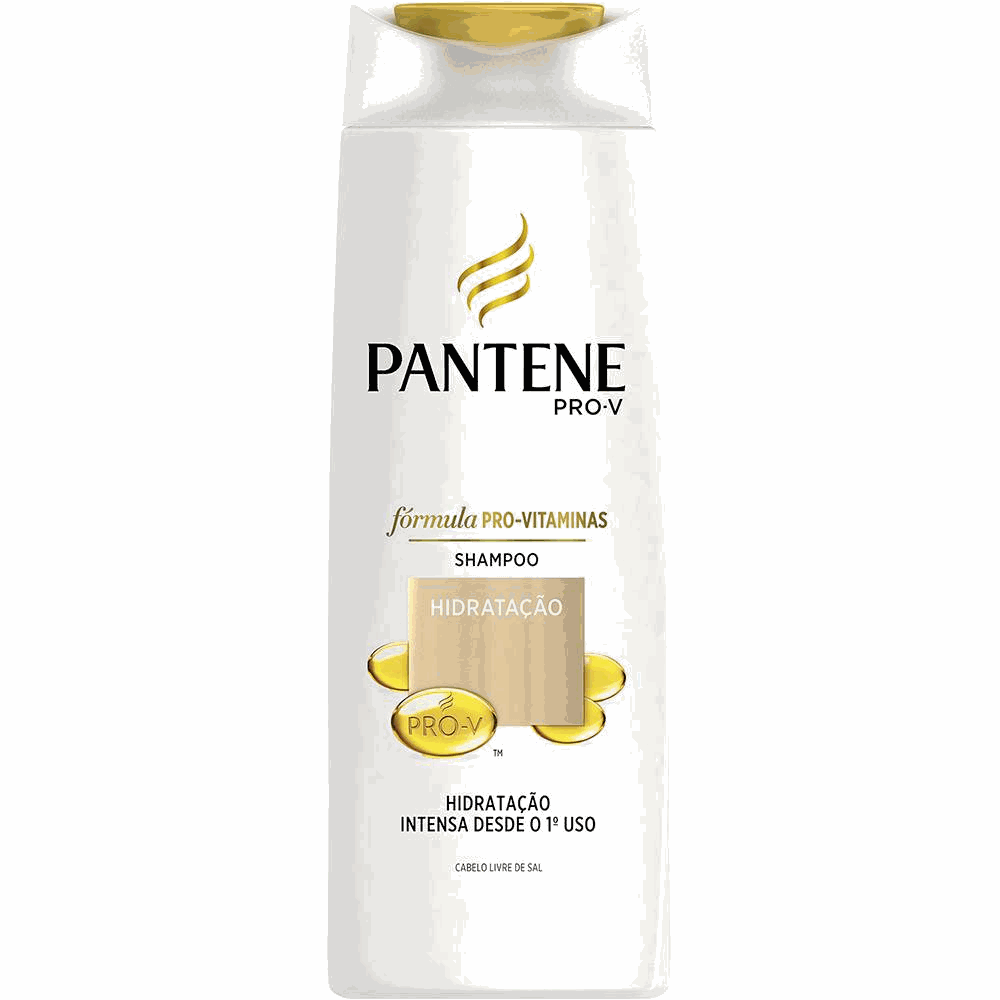 PANTENE
PRO-V
fórmula PRO-VITAMINAS
SHAMPOO
HIDRATAÇÃO
PRO-V
TM
HIDRATAÇÃO
INTENSA DESDE O 1º USO
CABELO LIVRE DE SAL